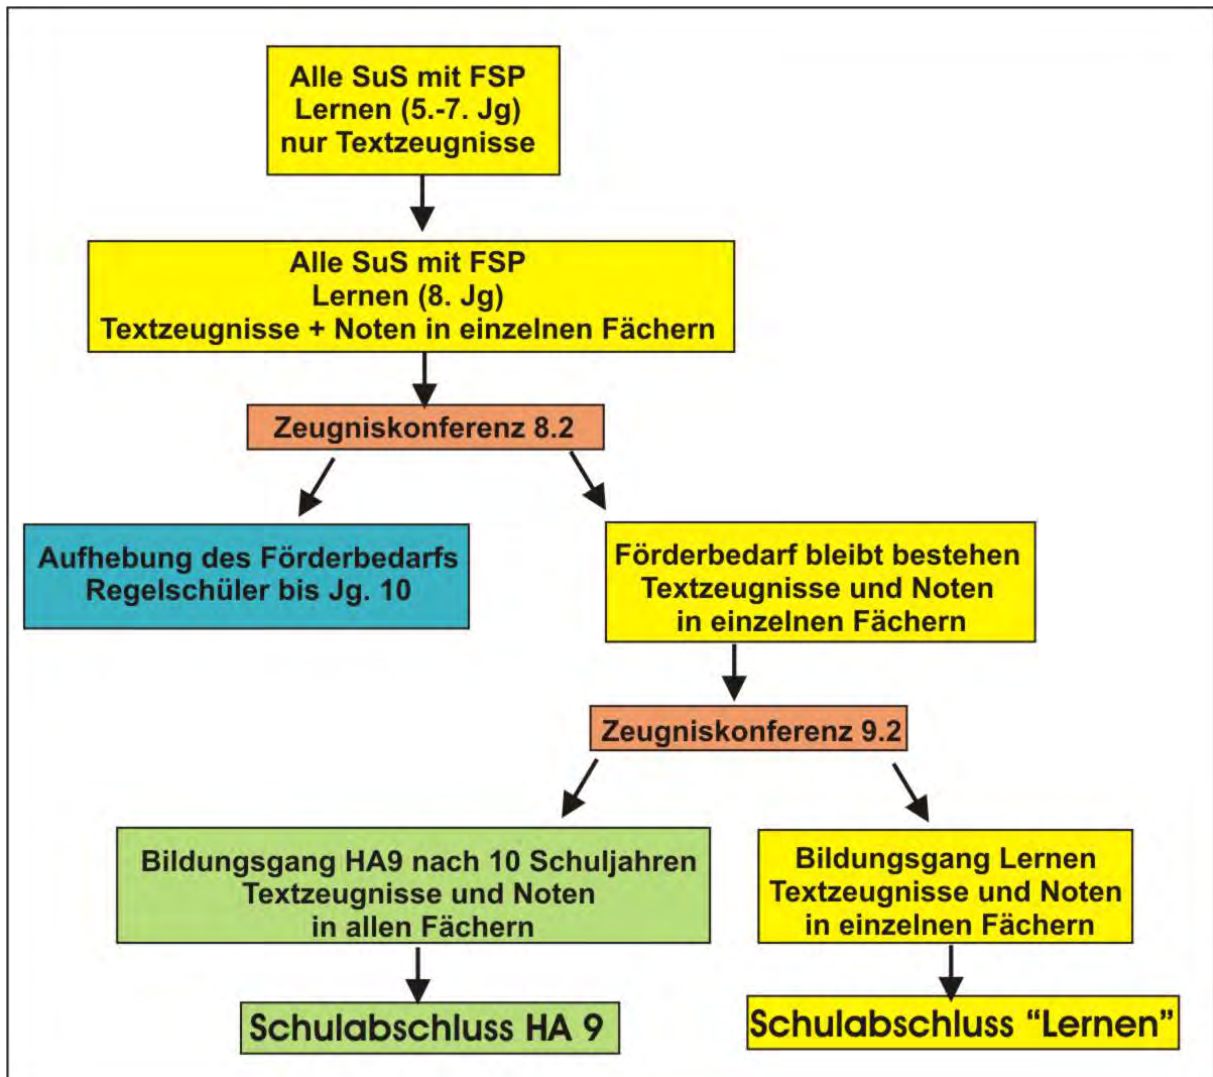 Alle SuS mit FSP
Lernen (5.-7. Jg)
nur Textzeugnisse
Alle SuS mit FSP
Lernen (8. Jg)
Textzeugnisse + Noten in einzelnen Fächern
Zeugniskonferenz 8.2
Aufhebung des Förderbedarfs
Regelschüler bis Jg. 10
Förderbedarf bleibt bestehen
Textzeugnisse und Noten
in einzelnen Fächern
Zeugniskonferenz 9.2
Bildungsgang HA9 nach 10 Schuljahren
Textzeugnisse und Noten
in allen Fächern
Bildungsgang Lernen
Textzeugnisse und Noten
in einzelnen Fächern
Schulabschluss HA 9
Schulabschluss “Lernen”